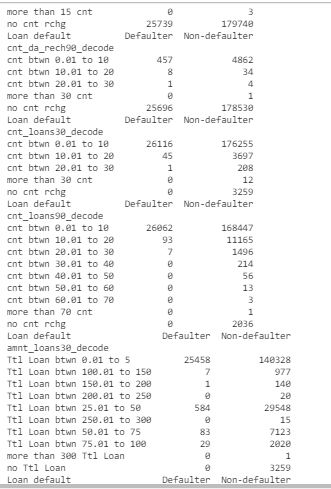 more than 15 cnt 0 3
no cnt rchg 25739 179740
Loan default Defaulter Non-defaulter
cnt_da_rech90_decode
cnt btwn 0.01 to 10 457 4862
cnt btwn 10.01 to 20 8 34
cnt btwn 20.01 to 30 1 4
more than 30 cnt 0 1
no cnt rchg 25696 178530
Loan default Defaulter Non-defaulter
cnt_loans30_decode
cnt btwn 0.01 to 10 26116 176255
cnt btwn 10.01 to 20 45 3697
cnt btwn 20.01 to 30 1 208
more than 30 cnt 0 12
no cnt rchg 0 3259
Loan default Defaulter Non-defaulter
cnt_loans90_decode
cnt btwn 0.01 to 10 26062 168447
cnt btwn 10.01 to 20 93 11165
cnt btwn 20.01 to 30 7 1496
cnt btwn 30.01 to 40 0 214
cnt btwn 40.01 to 50 0 56
cnt btwn 50.01 to 60 0 13
cnt btwn 60.01 to 70 0 3
more than 70 cnt 0 1
no cnt rchg 0 2036
Loan default Defaulter Non-defaulter
amnt_loans30_decode
Ttl Loan btwn 0.01 to 5 25458 140328
Ttl Loan btwn 100.01 to 150 7 977
Ttl Loan btwn 150.01 to 200 1 140
Ttl Loan btwn 200.01 to 250 0 20
Ttl Loan btwn 25.01 to 50 584 29548
Ttl Loan btwn 250.01 to 300 0 15
Ttl Loan btwn 50.01 to 75 83 7123
Ttl Loan btwn 75.01 to 100 29 2020
more than 300 Ttl Loan 0 1
no Ttl Loan 0 3259
Loan default Defaulter Non-defaulter